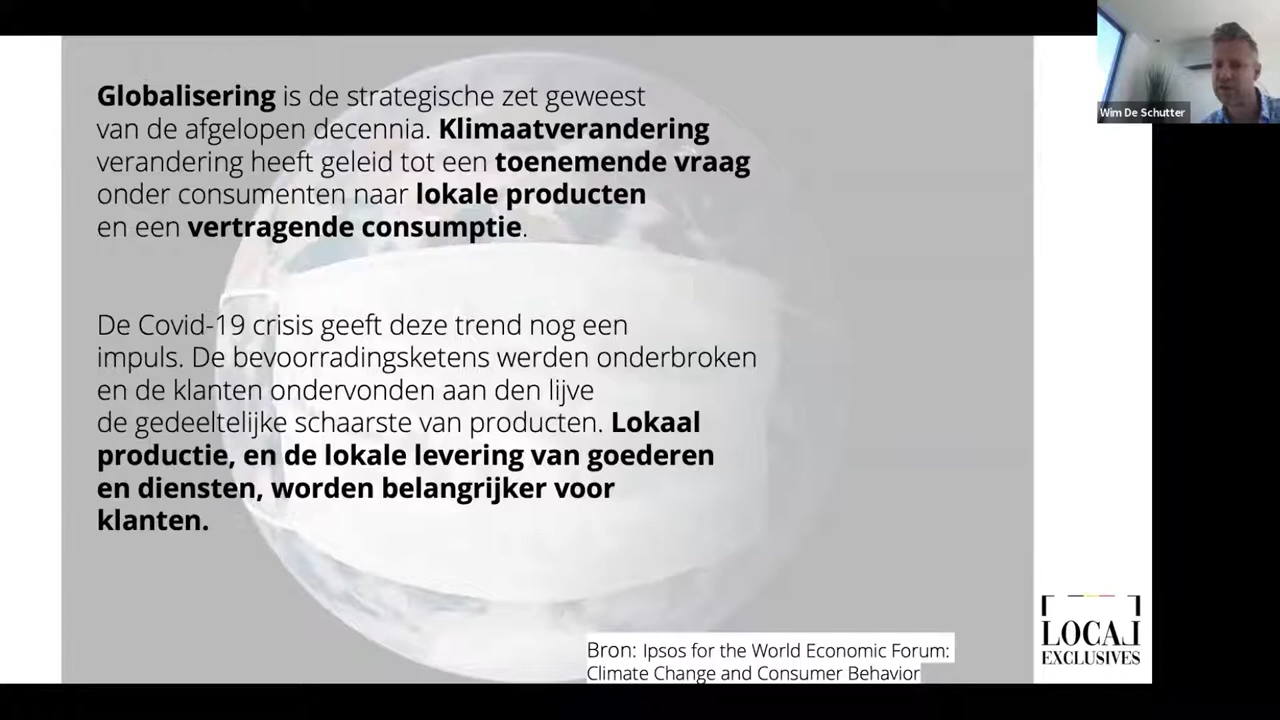 Globalisering is de strategische zet geweest
van de afgelopen decennia. Klimaatverandering
verandering heeft geleid tot een toenemende vraag
onder consumenten naar lokale producten
en een vertragende consumptie.
De Covid-19 crisis geeft deze trend nog een
impuls. De bevoorradingsketens werden onderbroken
en de klanten ondervonden aan den lijve
de gedeeltelijke schaarste van producten. Lokaal
productie, en de lokale levering van goederen
en diensten, worden belangrijker voor
klanten.
Bron: Ipsos for the World Economic Forum:
Climate Change and Consumer Behavior
LOCAL
EXCLUSIVES
Wim De Schutter